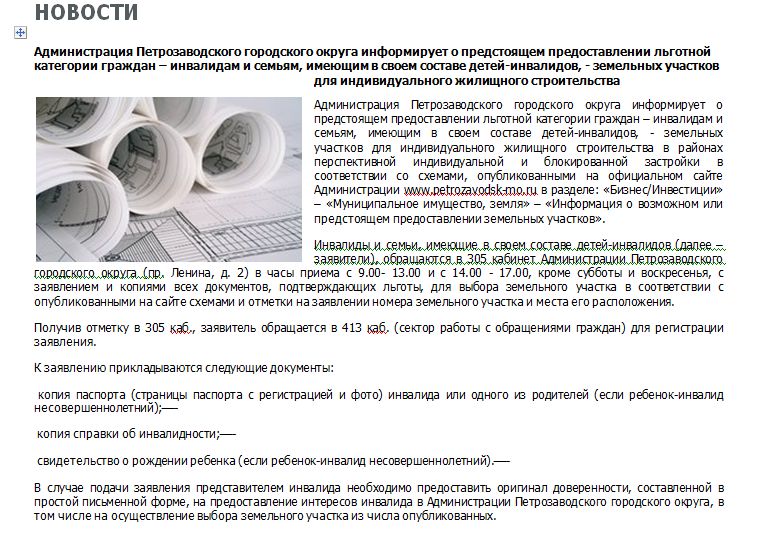 НОВОСТИ
Администрация Петрозаводского городского округа информирует о предстоящем предоставлении льготной
категории граждан – инвалидам и семьям, имеющим в своем составе детей-инвалидов, - земельных участков
для индивидуального жилищного строительства
Администрация Петрозаводского городского округа информирует о
предстоящем предоставлении льготной категории граждан – инвалидам и
семьям, имеющим в своем составе детей-инвалидов, - земельных
участков для индивидуального жилищного строительства в районах
перспективной индивидуальной и блокированной застройки в
соответствии со схемами, опубликованными на официальном сайте
Администрации www.petrozavodsk-mo.ru в разделе: «Бизнес/Инвестиции»
– «Муниципальное имущество, земля» – «Информация о возможном или
предстоящем предоставлении земельных участков».
Инвалиды и семьи, имеющие в своем составе детей-инвалидов (далее –
заявители), обращаются в 305 кабинет Администрации Петрозаводского
городского округа (пр. Ленина, д. 2) в часы приема с 9.00- 13.00 и с 14.00 - 17.00, кроме субботы и воскресенья, с
заявлением и копиями всех документов, подтверждающих льготы, для выбора земельного участка в соответствии с
опубликованными на сайте схемами и отметки на заявлении номера земельного участка и места его расположения.
Получив отметку в 305 каб., заявитель обращается в 413 каб. (сектор работы с обращениями граждан) для регистрации
заявления.
К заявлению прикладываются следующие документы:
копия паспорта (страницы паспорта с регистрацией и фото) инвалида или одного из родителей (если ребенок-инвалид
несовершеннолетний);—
копия справки об инвалидности;—
свидетельство о рождении ребенка (если ребенок-инвалид несовершеннолетний).—
В случае подачи заявления представителем инвалида необходимо предоставить оригинал доверенности, составленной в
простой письменной форме, на предоставление интересов инвалида в Администрации Петрозаводского городского округа, в
том числе на осуществление выбора земельного участка из числа опубликованных.